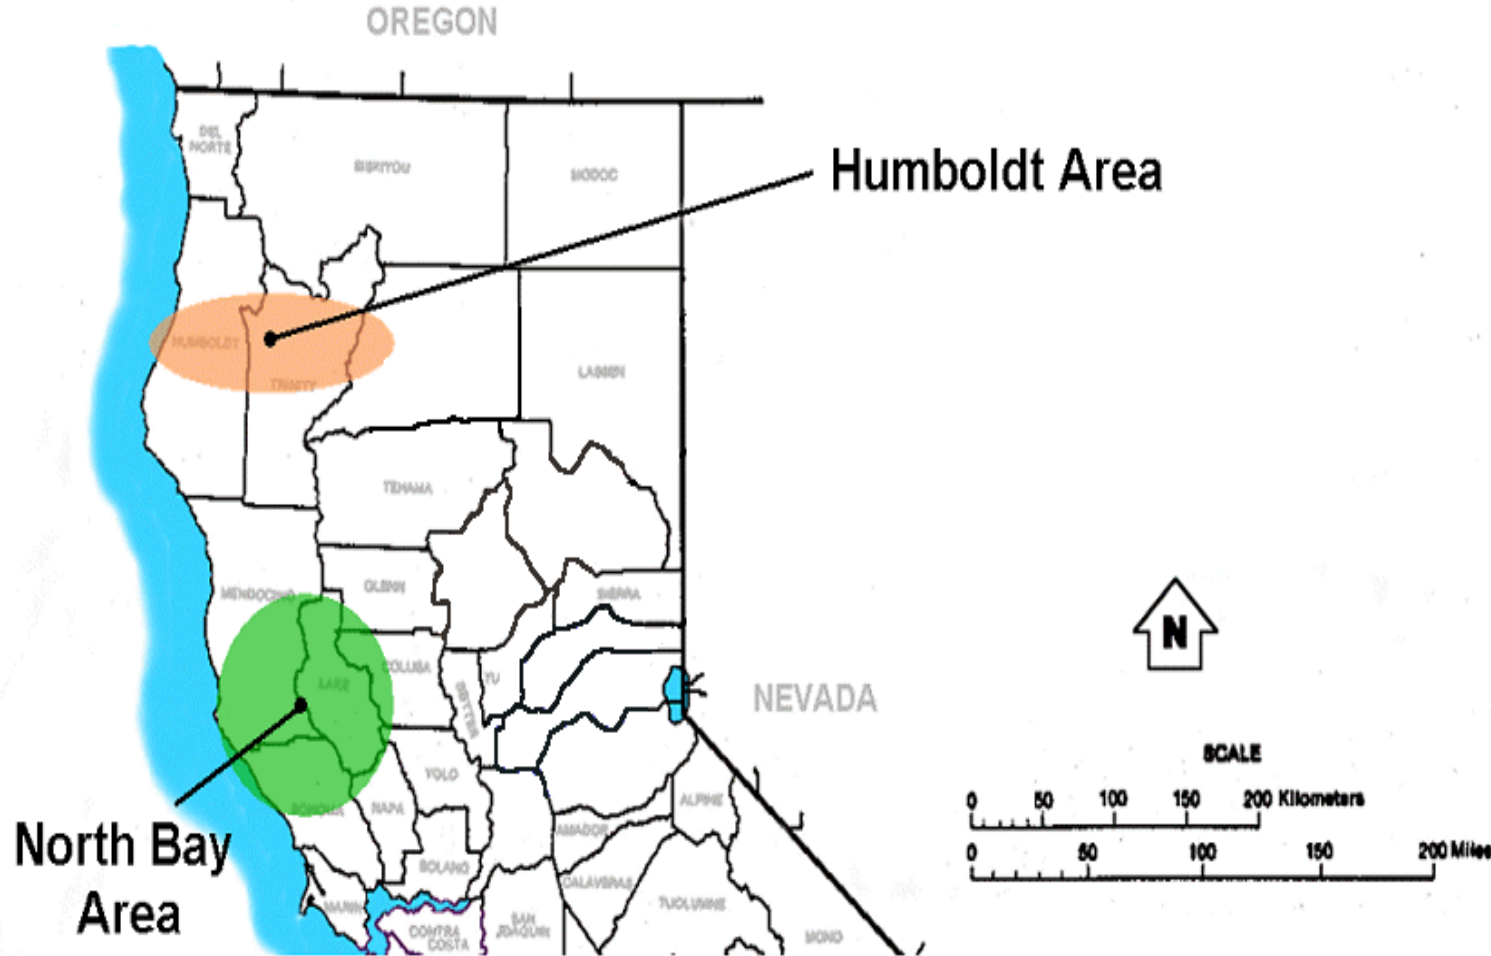 OREGON
DEL
NORTE
SISKIYOU
MODOC
Humboldt Area
HUMBOLDT
TRINITY
LASSEN
TEHAMA
MENDOCINO
GLENN
SIERRA
LAKE
COLUSA
SUTTER
YU
NEVADA
N
SCALE
0 50 100 150 200 Kilometers
0 50 100 150 200 Miles
YOLO
SONOMA
NAPA
ALPINE
AMADOR
North Bay
Area
SOLANO
CALAVERAS
MARIN
TUOLUMNE
CONTRA
COSTA
SAN
JOAQUIN
MONO